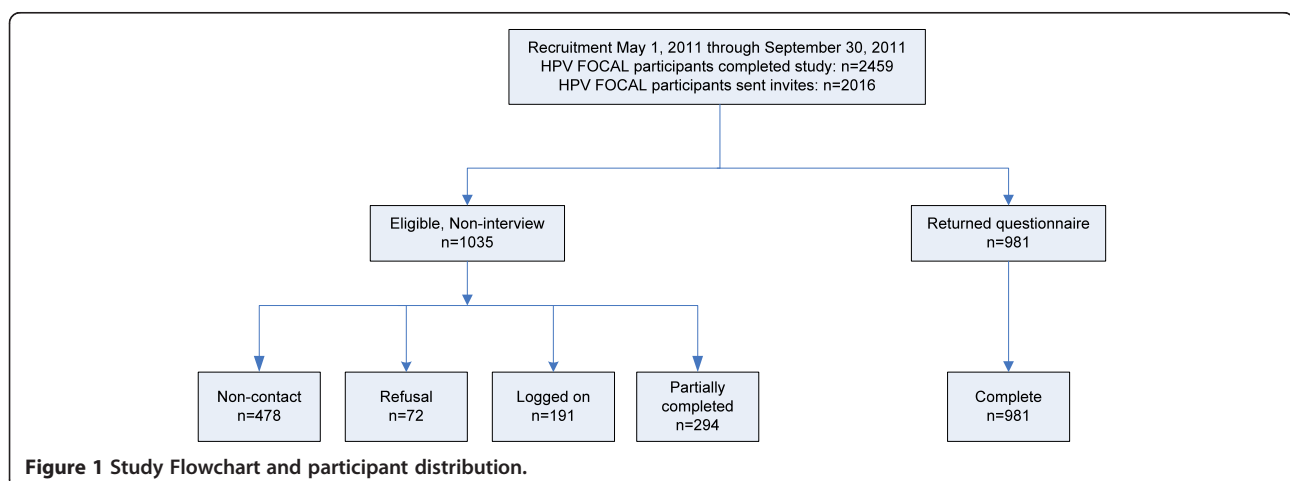 Recruitment May 1, 2011 through September 30, 2011
HPV FOCAL participants completed study: n=2459
HPV FOCAL participants sent invites: n=2016
Eligible, Non-interview
n=1035
Returned questionnaire
n=981
Non-contact
n=478
Refusal
n=72
Logged on
n=191
Partially
completed
n=294
Complete
n=981
Figure 1 Study Flowchart and participant distribution.